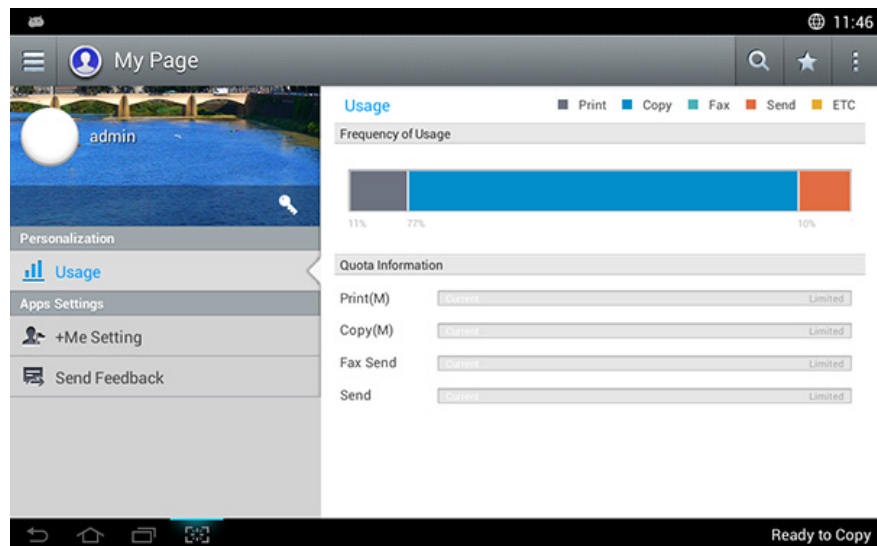 11:46
My Page
admin
Personalization
Usage
Apps Settings
+Me Setting
Send Feedback
Usage
Print Copy Fax Send ETC
Frequency of Usage
11% 77% 10%
Quota Information
Print(M) Current Limited
Copy(M) Current Limited
Fax Send Current Limited
Send Current Limited
Ready to Copy